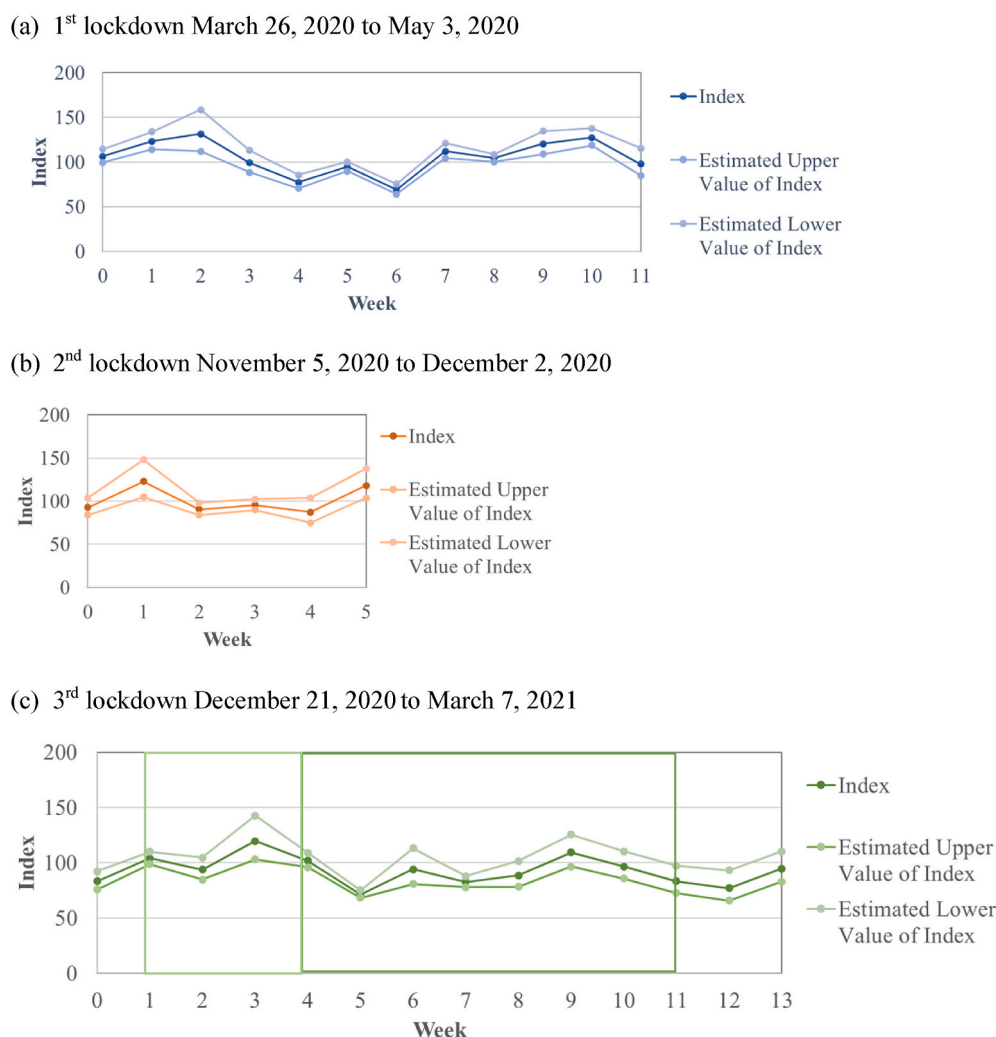 (a) 1st lockdown March 26, 2020 to May 3, 2020
200
150
100
50
0
Index
0 1 2 3 4 5 6 7 8 9 10 11
Week
Index
Estimated Upper
Value of Index
Estimated Lower
Value of Index
(b) 2nd lockdown November 5, 2020 to December 2, 2020
200
150
100
50
0
Index
0 1 2 3 4 5
Week
Index
Estimated Upper
Value of Index
Estimated Lower
Value of Index
(c) 3rd lockdown December 21, 2020 to March 7, 2021
200
150
100
50
0
Index
0 1 2 3 4 5 6 7 8 9 10 11 12 13
Week
Index
Estimated Upper
Value of Index
Estimated Lower
Value of Index